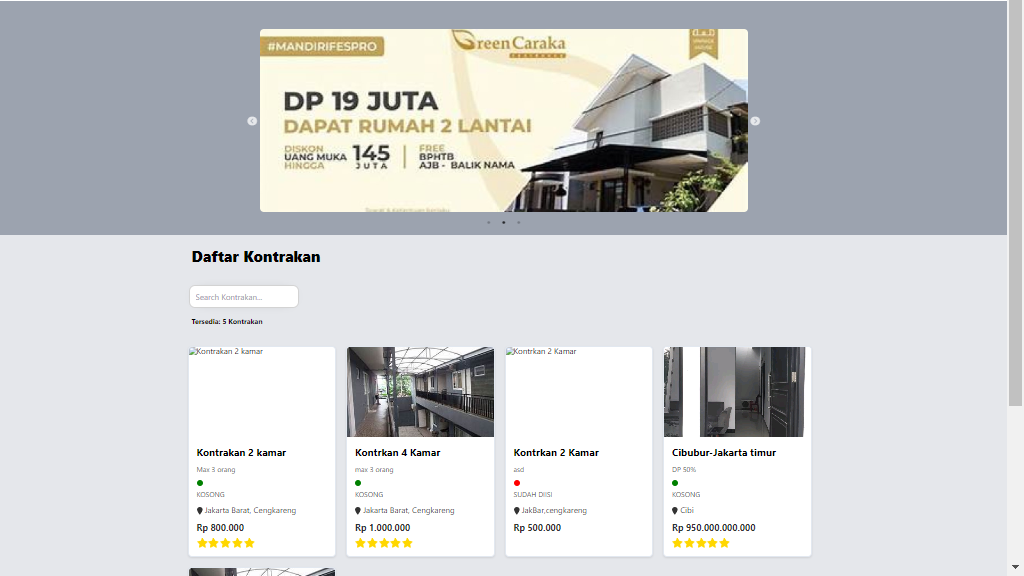 #MANDIRIFESPRO
GreenCaraka
DP 19 JUTA
DAPAT RUMAH 2 LANTAI
DISKON
UANG MUKA
HINGGA
145
JUTA
FREE
BPHTB
AJB - BALIK NAMA
Daftar Kontrakan
Search Kontrakan...
Tersedia: 5 Kontrakan
Kontrakan 2 kamar
Kontrakan 2 kamar
Max 3 orang
KOSONG
Jakarta Barat, Cengkareng
Rp 800.000
Kontrkan 4 Kamar
max 3 orang
KOSONG
Jakarta Barat, Cengkareng
Rp 1.000.000
Kontrkan 2 Kamar
Kontrkan 2 Kamar
asd
SUDAH DIISI
JakBar,cengkareng
Rp 500.000
Cibubur-Jakarta timur
DP 50%
KOSONG
Cibi
Rp 950.000.000.000